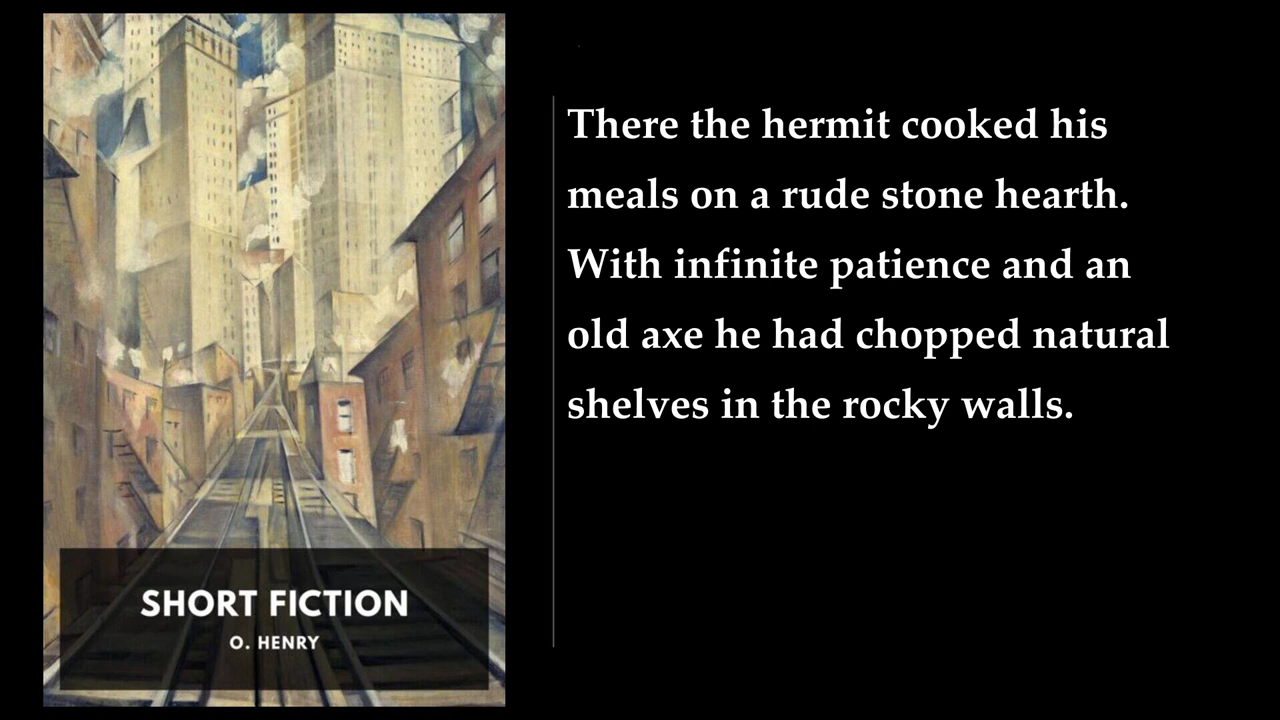 There the hermit cooked his
meals on a rude stone hearth.
With infinite patience and an
old axe he had chopped natural
shelves in the rocky walls.
SHORT FICTION
O. HENRY